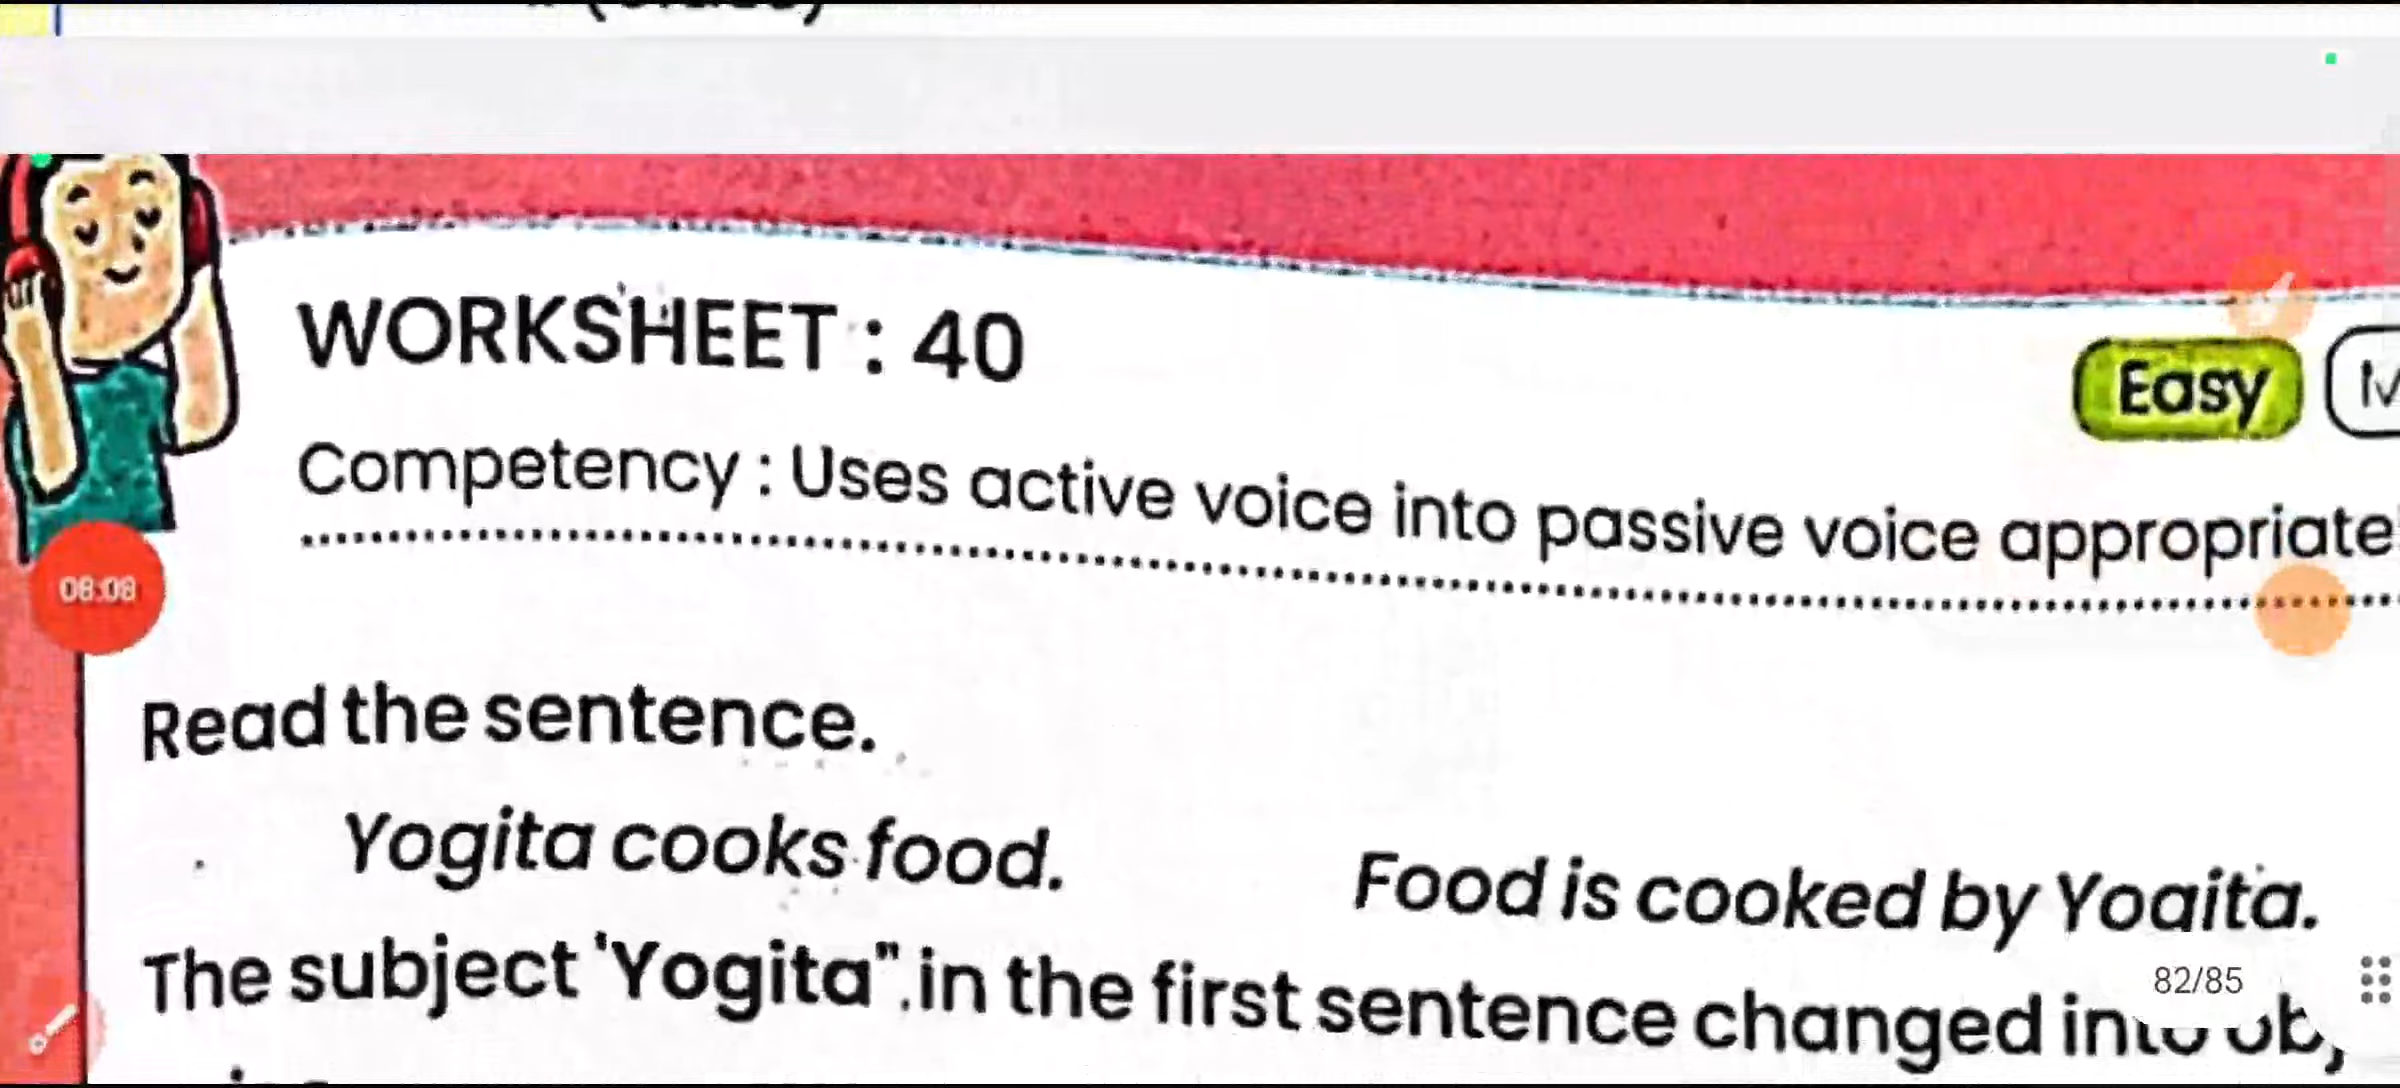 WORKSHEET : 40
Easy
Competency : Uses active voice into passive voice appropriate
08:08
Read the sentence.
Yogita cooks food.
Food is cooked by Yogita.
The subject 'Yogita" in the first sentence changed into
82/85